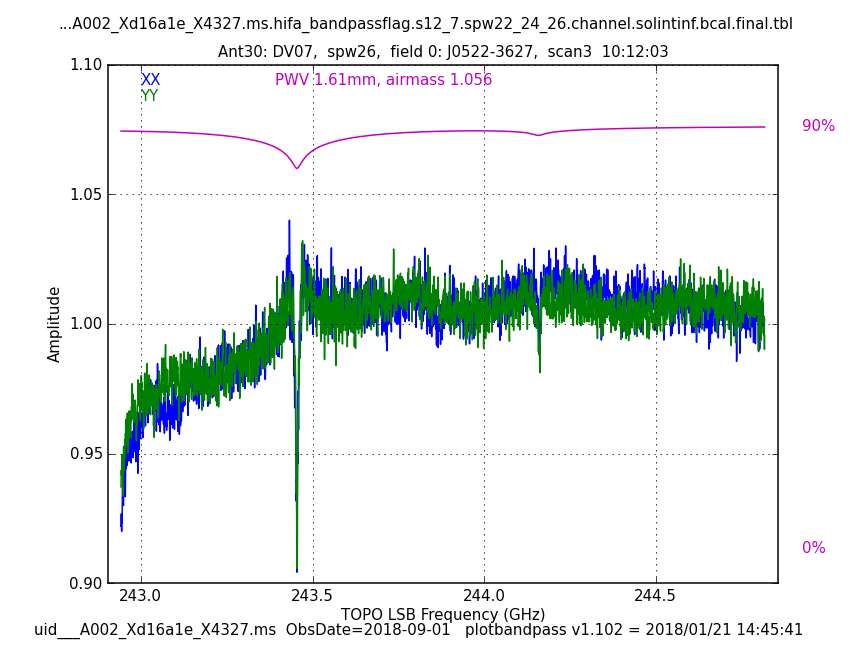 ...A002_Xd16a1e_X4327.ms.hifa_bandpassflag.s12_7.spw22_24_26.channel.solintinf.bcal.final.tbl
Ant30: DV07,  spw26,  field 0: J0522-3627,  scan3  10:12:03
1.10
XX
PWV 1.61mm, airmass 1.056
YY
90%
1.05
Amplitude
1.00
0.95
0%
0.90
243.0
243.5
244.0
244.5
TOPO LSB Frequency (GHz)
uid___A002_Xd16a1e_X4327.ms  ObsDate=2018-09-01   plotbandpass v1.102 = 2018/01/21 14:45:41